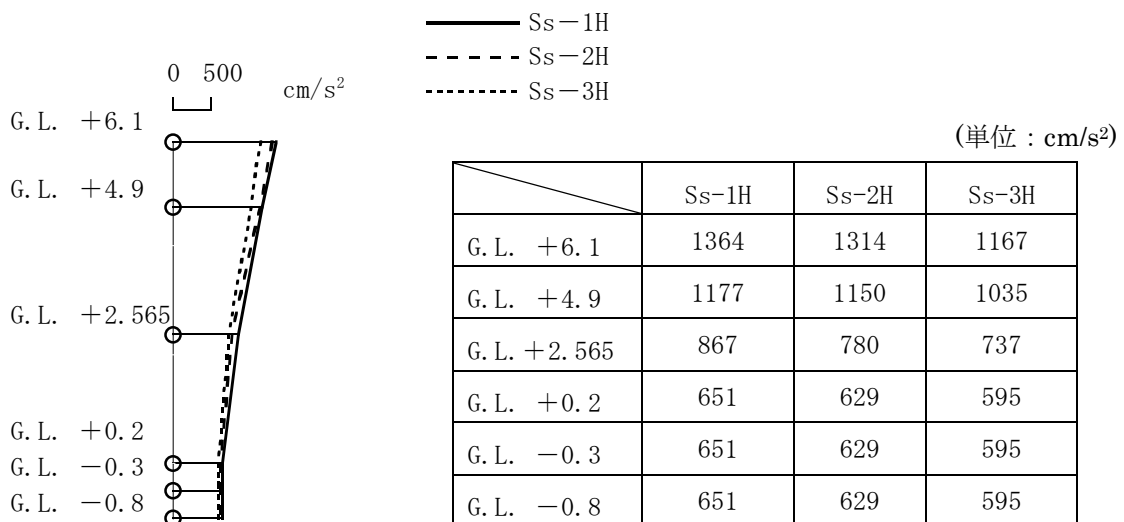 Ss－1H
Ss－2H
Ss－3H
0 500
cm/s²
G.L. ＋6.1
G.L. ＋4.9
G.L. ＋2.565
G.L. ＋0.2
G.L. －0.3
G.L. －0.8
(単位：cm/s²)
Ss-1H Ss-2H Ss-3H
G.L. ＋6.1 1364 1314 1167
G.L. ＋4.9 1177 1150 1035
G.L.＋2.565 867 780 737
G.L. ＋0.2 651 629 595
G.L. －0.3 651 629 595
G.L. －0.8 651 629 595